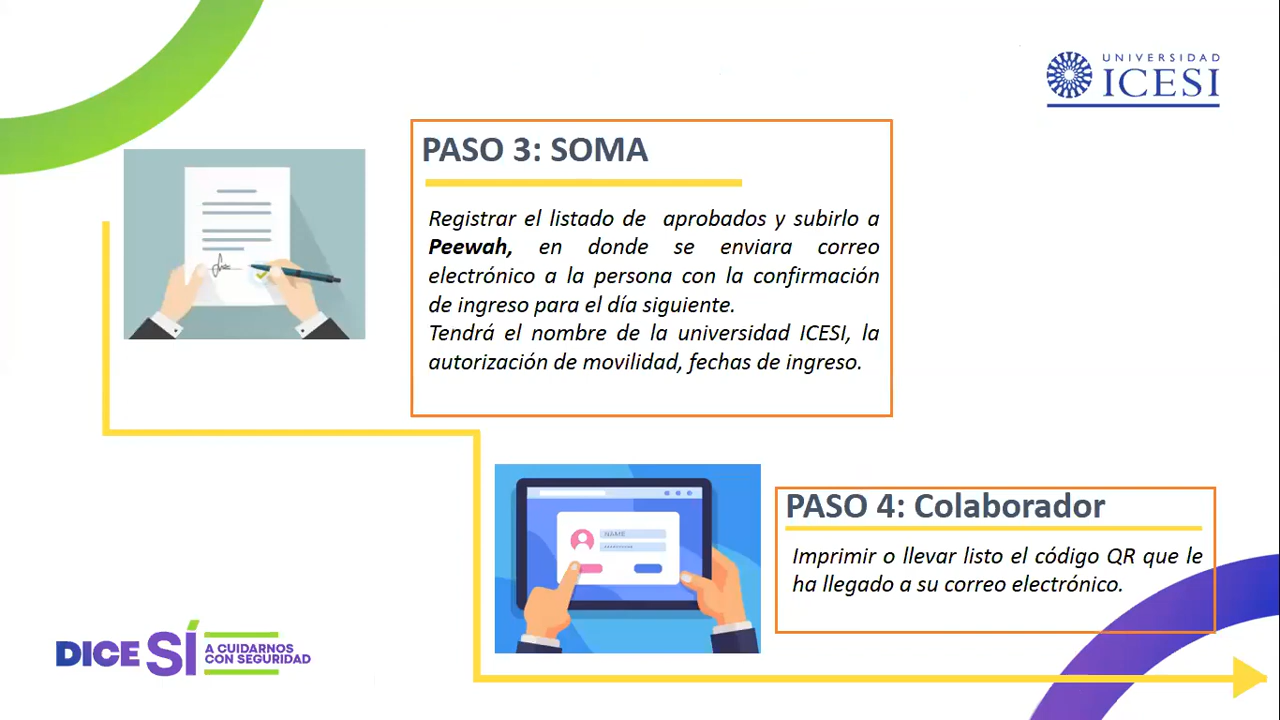 UNIVERSIDAD
ICESI
PASO 3: SOMA
Registrar el listado de aprobados y subirlo a
Peewah, en donde se enviara correo
electrónico a la persona con la confirmación
de ingreso para el día siguiente.
Tendrá el nombre de la universidad ICESI, la
autorización de movilidad, fechas de ingreso.
NAME
PASO 4: Colaborador
Imprimir o llevar listo el código QR que le
ha llegado a su correo electrónico.
DICE SÍ A CUIDARNOS
CON SEGURIDAD